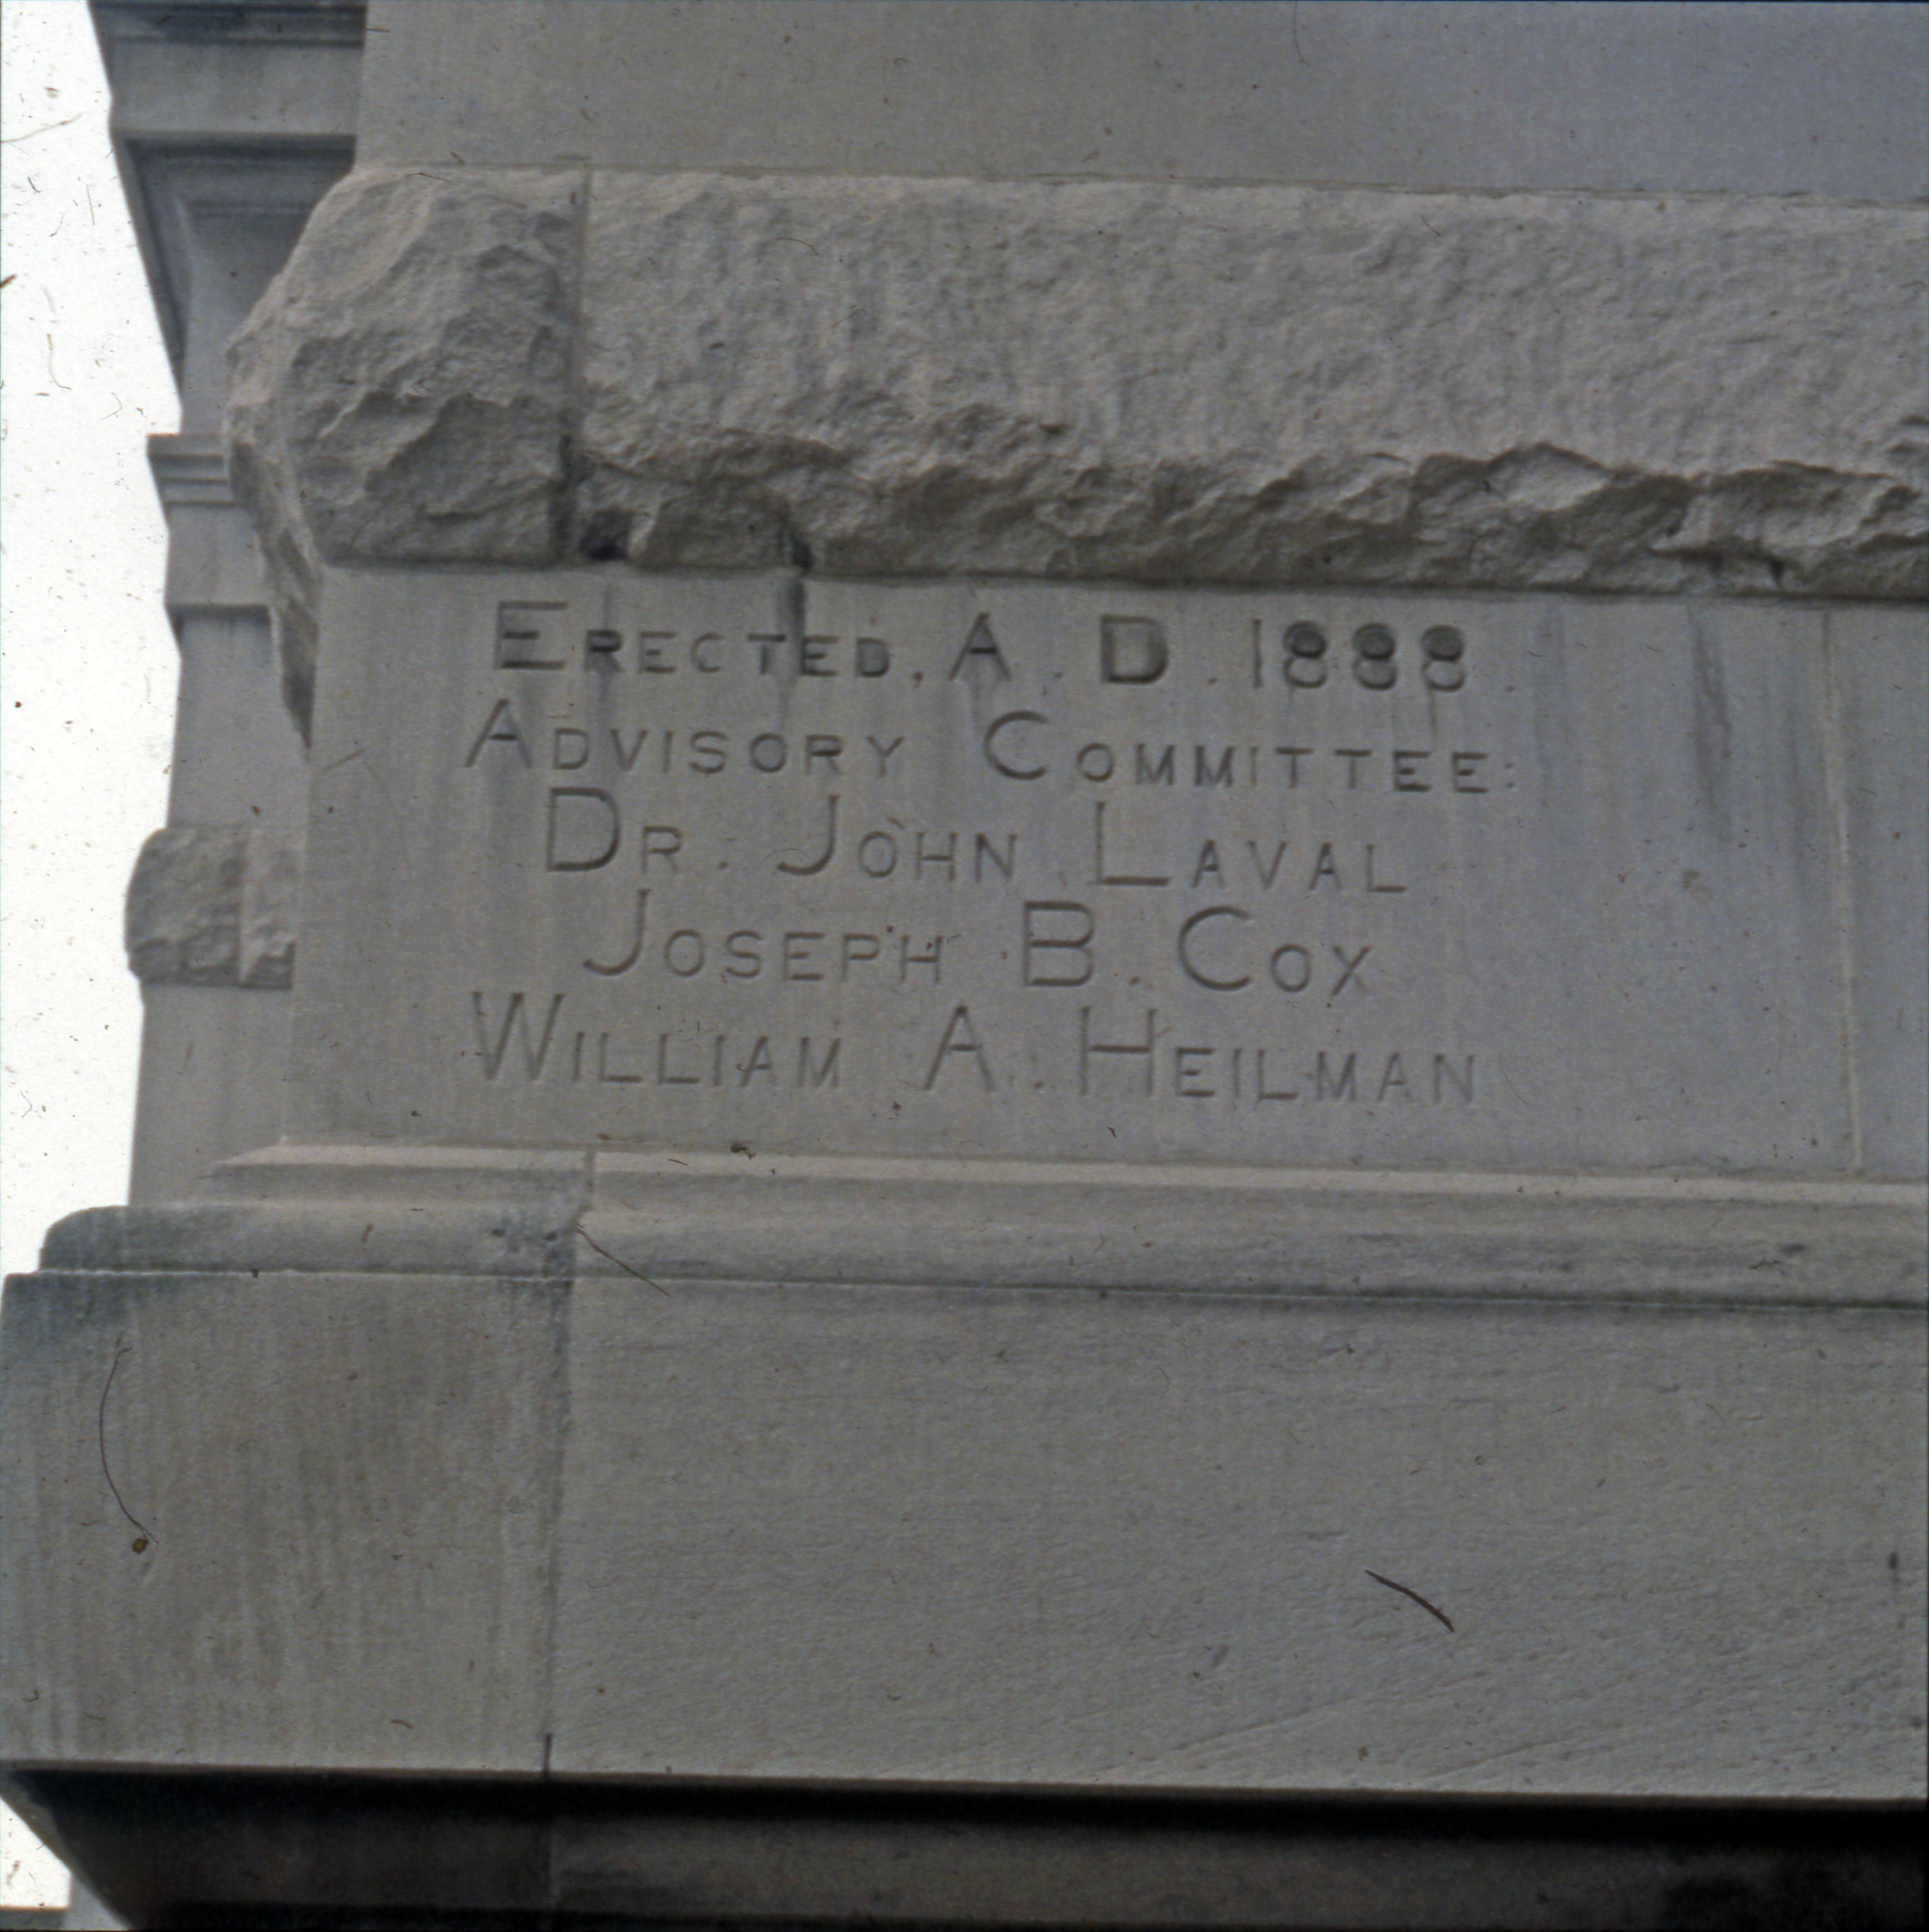 ERECTED, A. D. 1888.
ADVISORY COMMITTEE:
DR. JOHN LAVAL
JOSEPH B. COX
WILLIAM A. HEILMAN